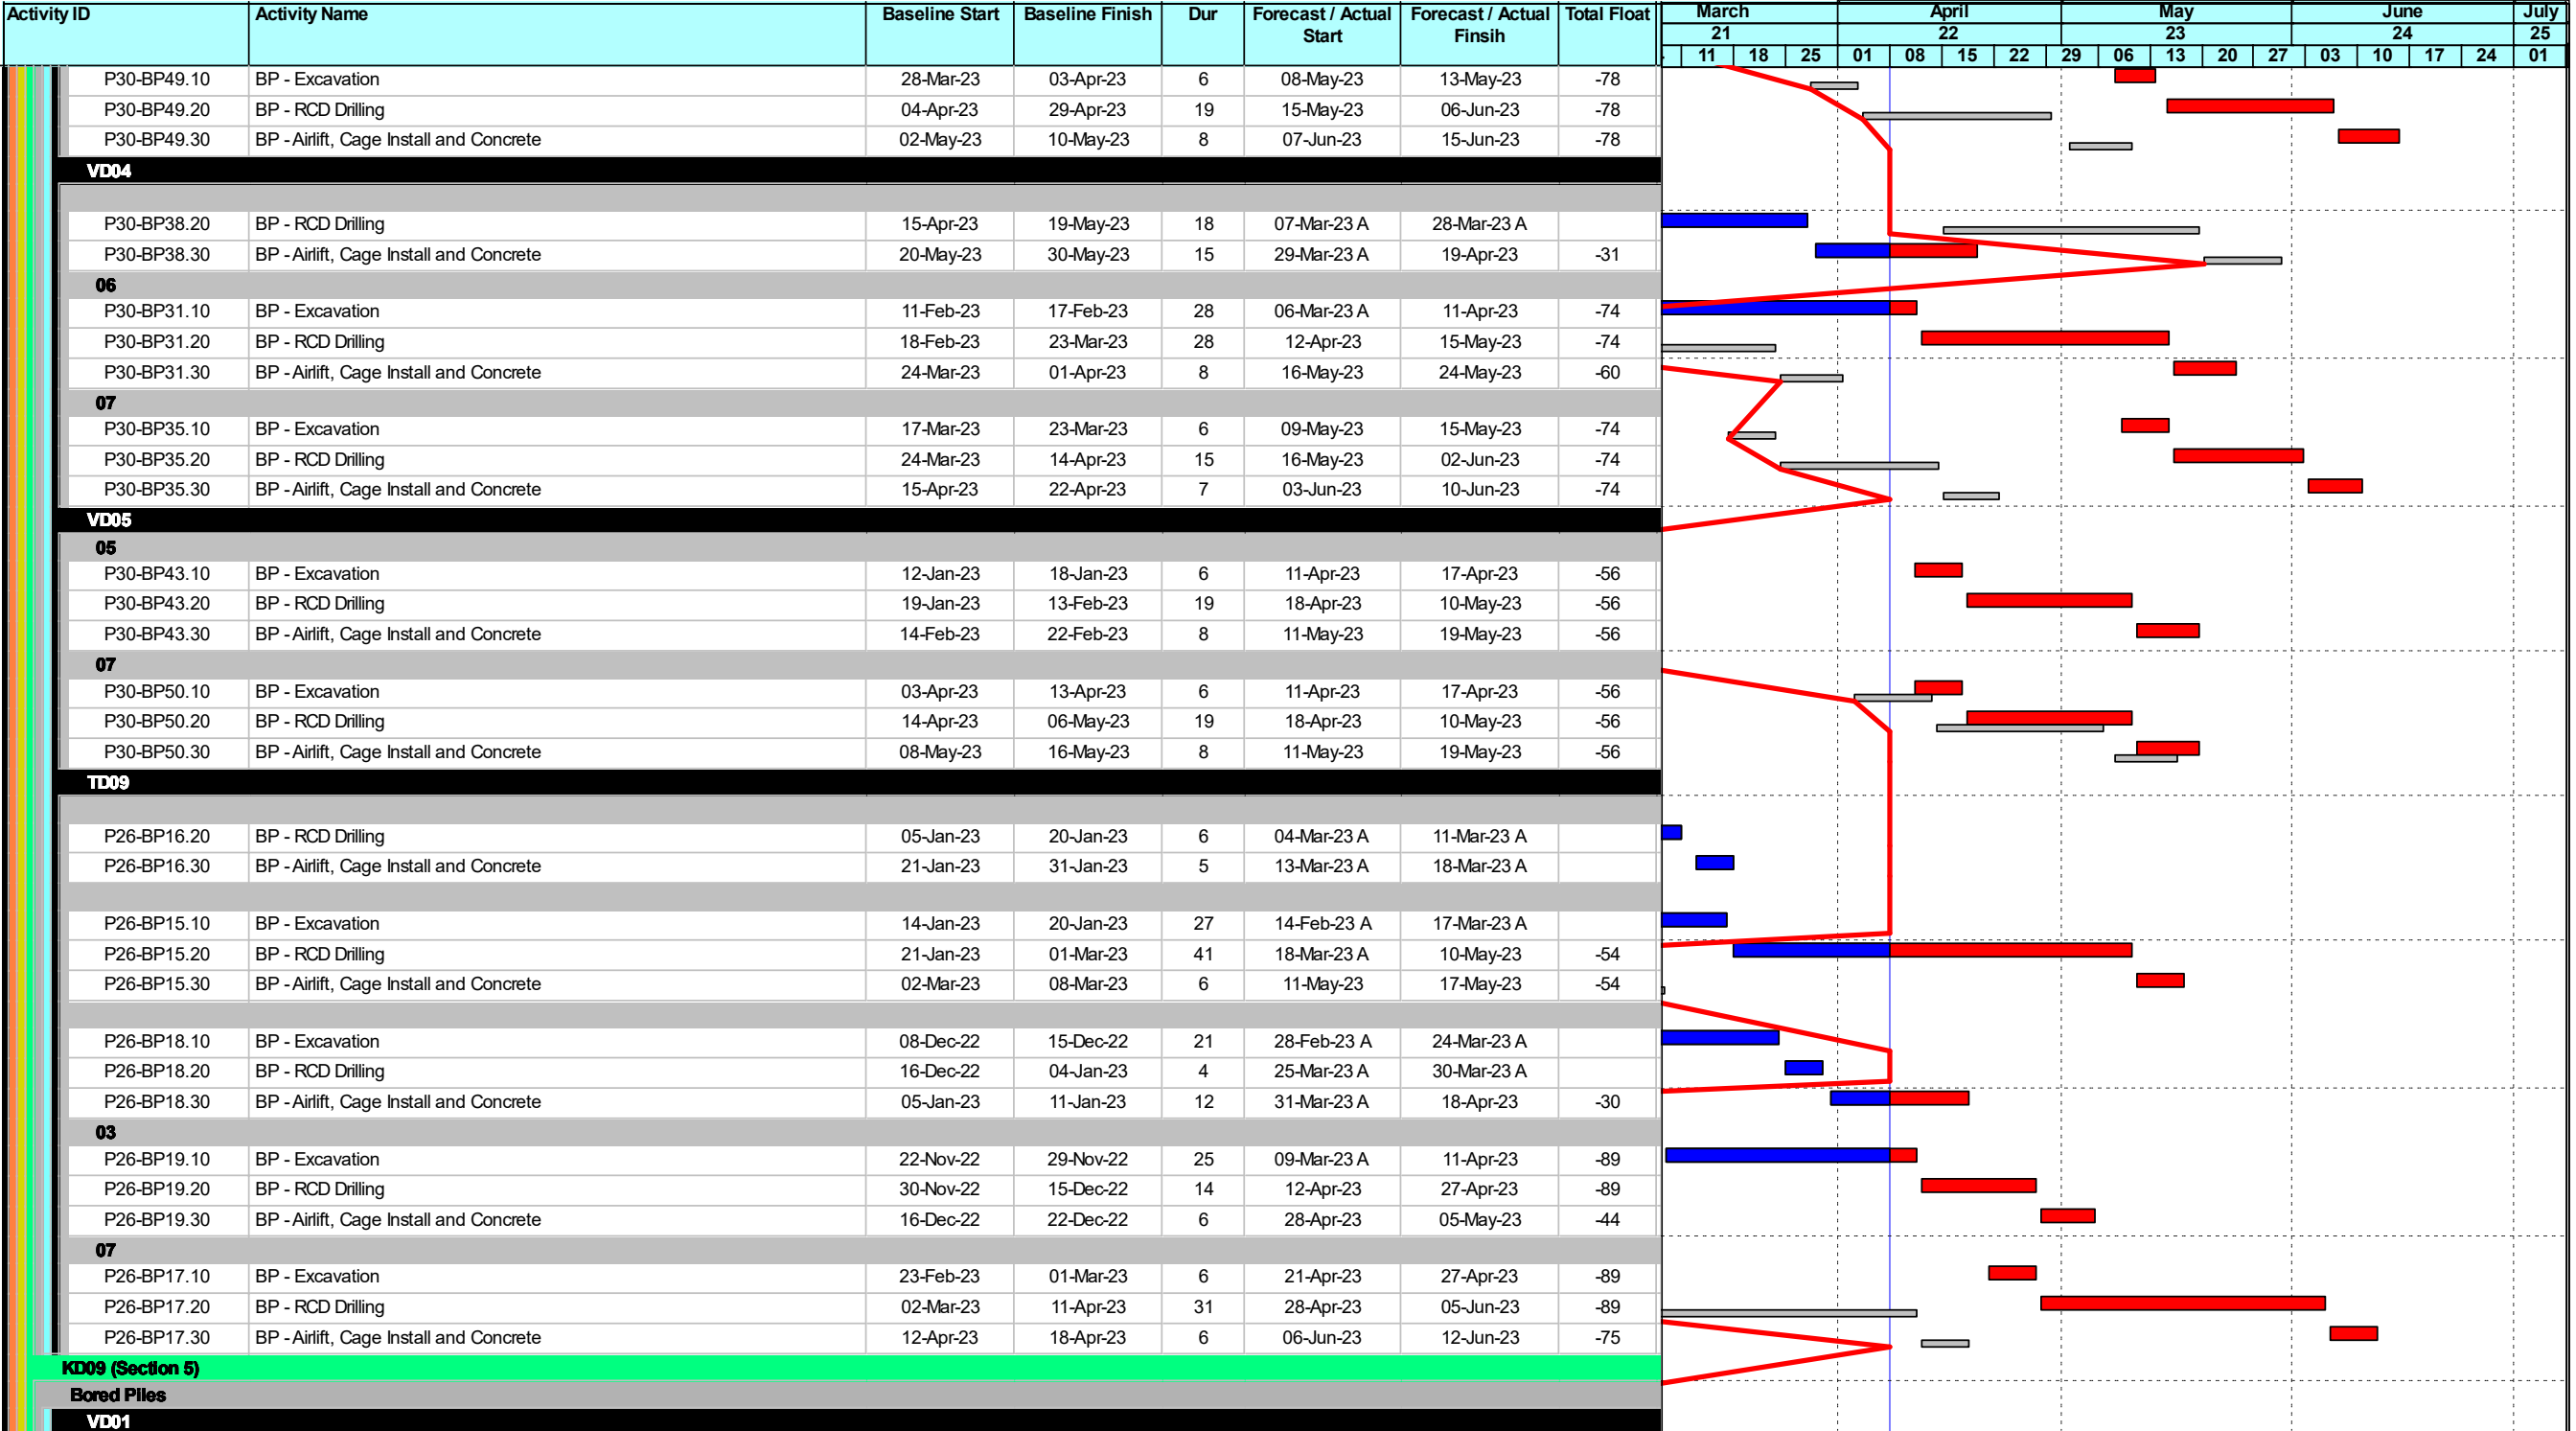 Activity ID Activity Name Baseline Start Baseline Finish Dur Forecast / Actual Start Forecast / Actual Finsih Total Float March April May June July
21 22 23 24 25
11 18 25 01 08 15 22 29 06 13 20 27 03 10 17 24 01
P30-BP49.10 BP - Excavation 28-Mar-23 03-Apr-23 6 08-May-23 13-May-23 -78
P30-BP49.20 BP - RCD Drilling 04-Apr-23 29-Apr-23 19 15-May-23 06-Jun-23 -78
P30-BP49.30 BP - Airlift, Cage Install and Concrete 02-May-23 10-May-23 8 07-Jun-23 15-Jun-23 -78
VD04
P30-BP38.20 BP - RCD Drilling 15-Apr-23 19-May-23 18 07-Mar-23 A 28-Mar-23 A
P30-BP38.30 BP - Airlift, Cage Install and Concrete 20-May-23 30-May-23 15 29-Mar-23 A 19-Apr-23 -31
06
P30-BP31.10 BP - Excavation 11-Feb-23 17-Feb-23 28 06-Mar-23 A 11-Apr-23 -74
P30-BP31.20 BP - RCD Drilling 18-Feb-23 23-Mar-23 28 12-Apr-23 15-May-23 -74
P30-BP31.30 BP - Airlift, Cage Install and Concrete 24-Mar-23 01-Apr-23 8 16-May-23 24-May-23 -60
07
P30-BP35.10 BP - Excavation 17-Mar-23 23-Mar-23 6 09-May-23 15-May-23 -74
P30-BP35.20 BP - RCD Drilling 24-Mar-23 14-Apr-23 15 16-May-23 02-Jun-23 -74
P30-BP35.30 BP - Airlift, Cage Install and Concrete 15-Apr-23 22-Apr-23 7 03-Jun-23 10-Jun-23 -74
VD05
05
P30-BP43.10 BP - Excavation 12-Jan-23 18-Jan-23 6 11-Apr-23 17-Apr-23 -56
P30-BP43.20 BP - RCD Drilling 19-Jan-23 13-Feb-23 19 18-Apr-23 10-May-23 -56
P30-BP43.30 BP - Airlift, Cage Install and Concrete 14-Feb-23 22-Feb-23 8 11-May-23 19-May-23 -56
07
P30-BP50.10 BP - Excavation 03-Apr-23 13-Apr-23 6 11-Apr-23 17-Apr-23 -56
P30-BP50.20 BP - RCD Drilling 14-Apr-23 06-May-23 19 18-Apr-23 10-May-23 -56
P30-BP50.30 BP - Airlift, Cage Install and Concrete 08-May-23 16-May-23 8 11-May-23 19-May-23 -56
TD09
P26-BP16.20 BP - RCD Drilling 05-Jan-23 20-Jan-23 6 04-Mar-23 A 11-Mar-23 A
P26-BP16.30 BP - Airlift, Cage Install and Concrete 21-Jan-23 31-Jan-23 5 13-Mar-23 A 18-Mar-23 A
P26-BP15.10 BP - Excavation 14-Jan-23 20-Jan-23 27 14-Feb-23 A 17-Mar-23 A
P26-BP15.20 BP - RCD Drilling 21-Jan-23 01-Mar-23 41 18-Mar-23 A 10-May-23 -54
P26-BP15.30 BP - Airlift, Cage Install and Concrete 02-Mar-23 08-Mar-23 6 11-May-23 17-May-23 -54
P26-BP18.10 BP - Excavation 08-Dec-22 15-Dec-22 21 28-Feb-23 A 24-Mar-23 A
P26-BP18.20 BP - RCD Drilling 16-Dec-22 04-Jan-23 4 25-Mar-23 A 30-Mar-23 A
P26-BP18.30 BP - Airlift, Cage Install and Concrete 05-Jan-23 11-Jan-23 12 31-Mar-23 A 18-Apr-23 -30
03
P26-BP19.10 BP - Excavation 22-Nov-22 29-Nov-22 25 09-Mar-23 A 11-Apr-23 -89
P26-BP19.20 BP - RCD Drilling 30-Nov-22 15-Dec-22 14 12-Apr-23 27-Apr-23 -89
P26-BP19.30 BP - Airlift, Cage Install and Concrete 16-Dec-22 22-Dec-22 6 28-Apr-23 05-May-23 -44
07
P26-BP17.10 BP - Excavation 23-Feb-23 01-Mar-23 6 21-Apr-23 27-Apr-23 -89
P26-BP17.20 BP - RCD Drilling 02-Mar-23 11-Apr-23 31 28-Apr-23 05-Jun-23 -89
P26-BP17.30 BP - Airlift, Cage Install and Concrete 12-Apr-23 18-Apr-23 6 06-Jun-23 12-Jun-23 -75
KD09 (Section 5)
Bored Piles
VD01